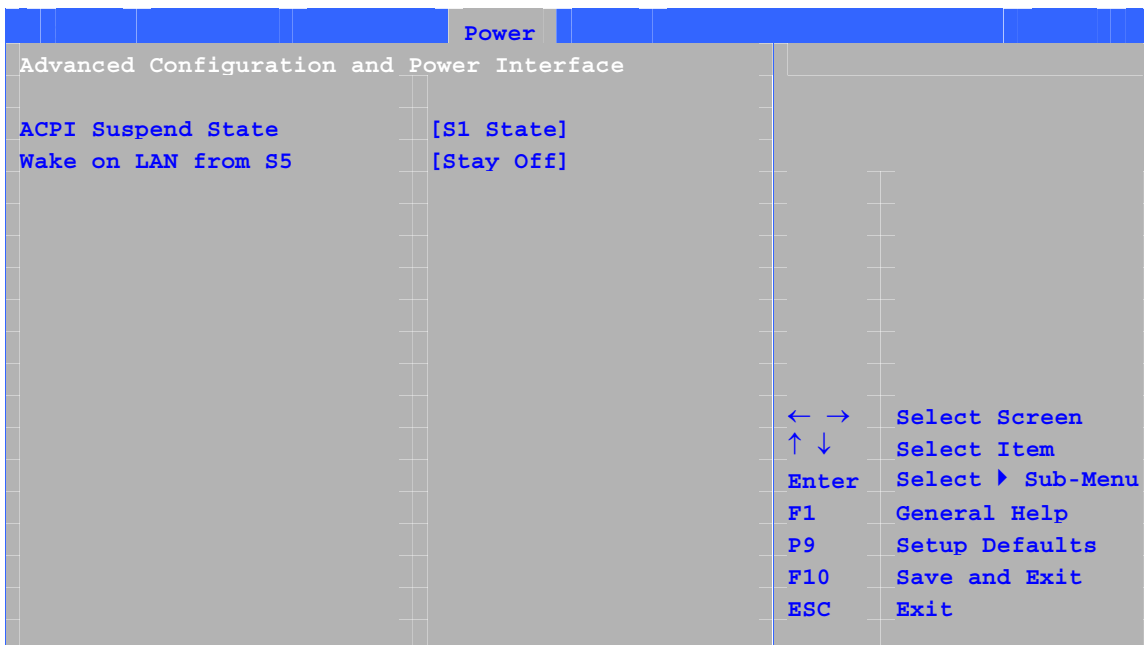 Power
Advanced Configuration and Power Interface
ACPI Suspend State [S1 State]
Wake on LAN from S5 [Stay Off]
← → Select Screen
↑ ↓ Select Item
Enter Select ▶ Sub-Menu
F1 General Help
P9 Setup Defaults
F10 Save and Exit
ESC Exit